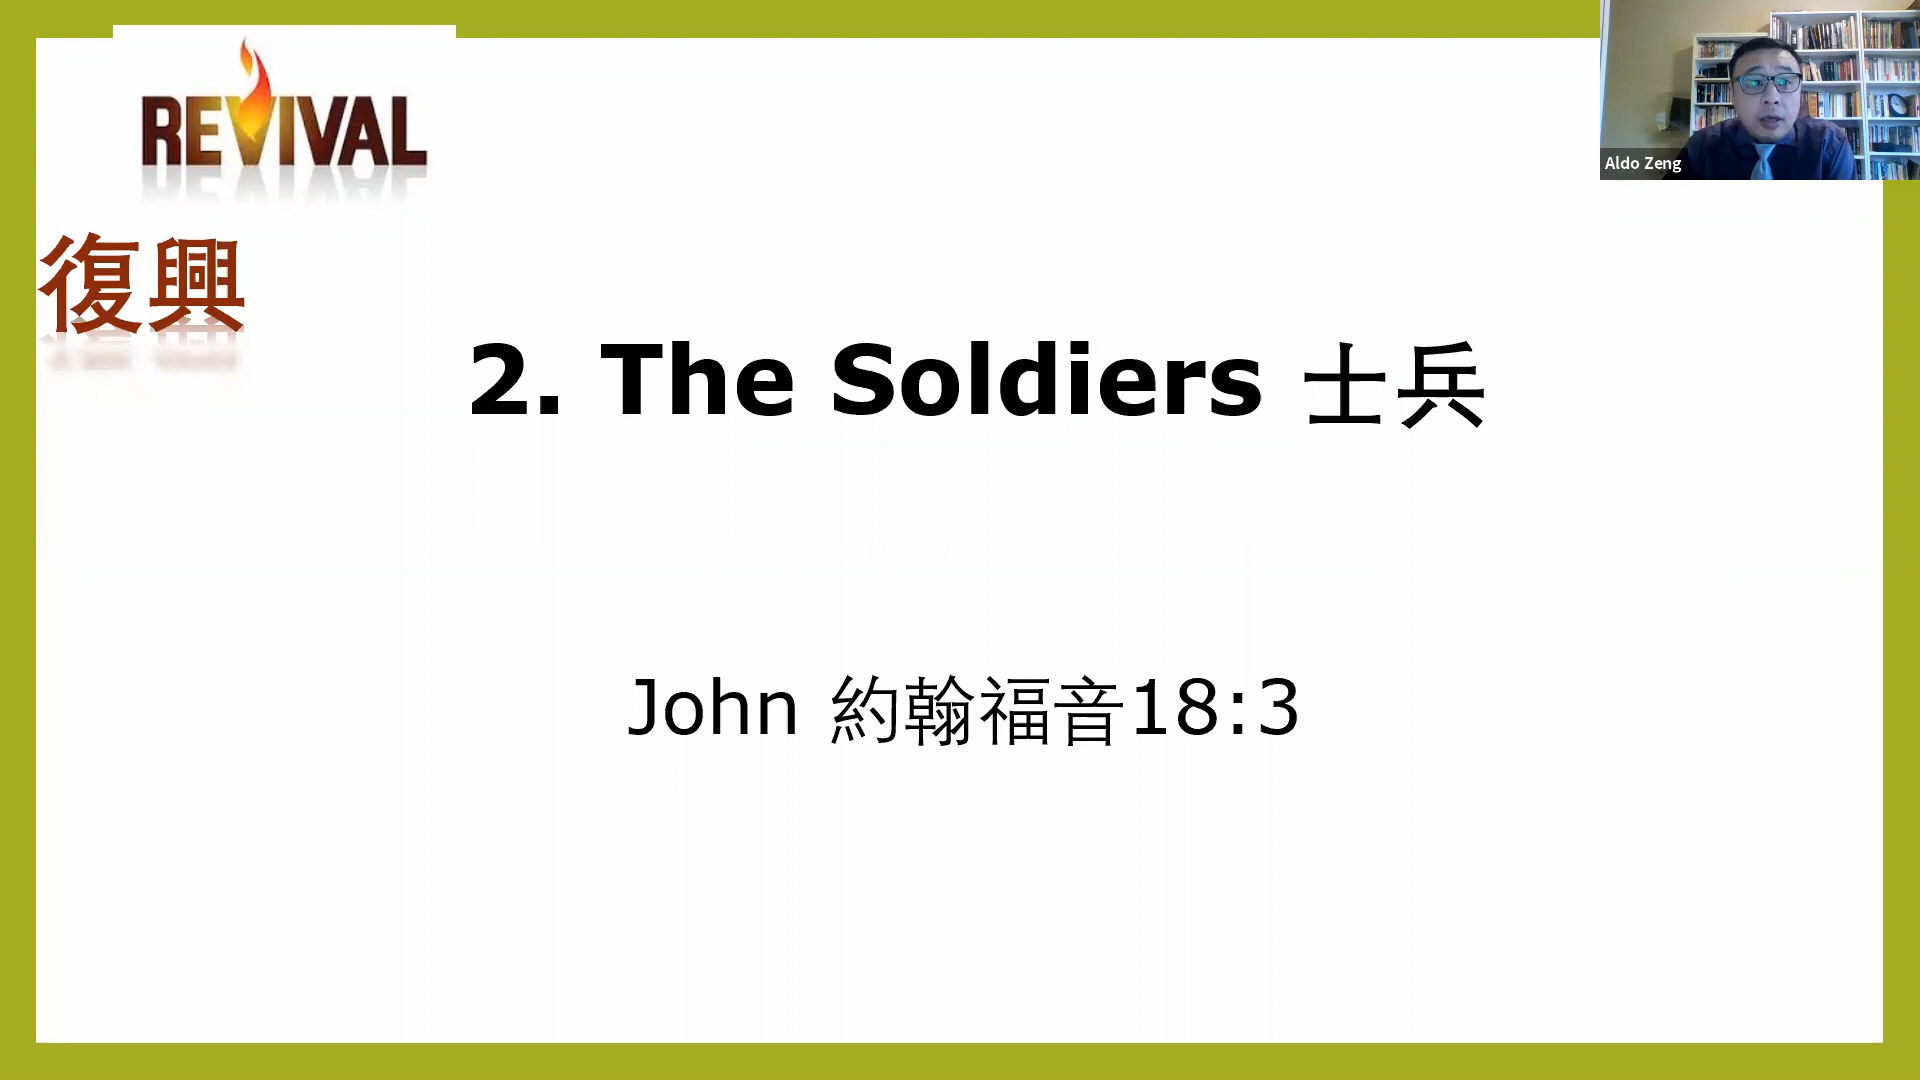 REVIVAL
Aldo Zeng
復興
2. The Soldiers 士兵
John 約翰福音18:3